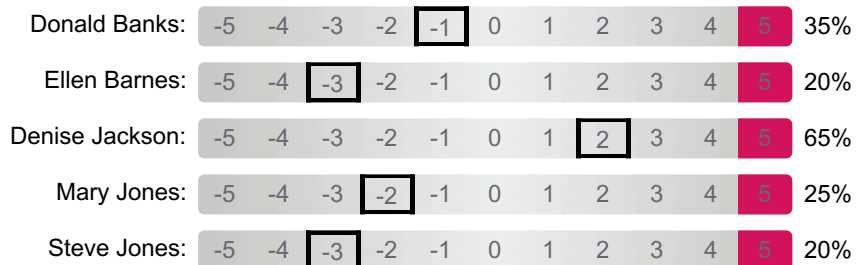 Donald Banks: -5 -4 -3 -2 -1 0 1 2 3 4 5 35%
Ellen Barnes: -5 -4 -3 -2 -1 0 1 2 3 4 5 20%
Denise Jackson: -5 -4 -3 -2 -1 0 1 2 3 4 5 65%
Mary Jones: -5 -4 -3 -2 -1 0 1 2 3 4 5 25%
Steve Jones: -5 -4 -3 -2 -1 0 1 2 3 4 5 20%